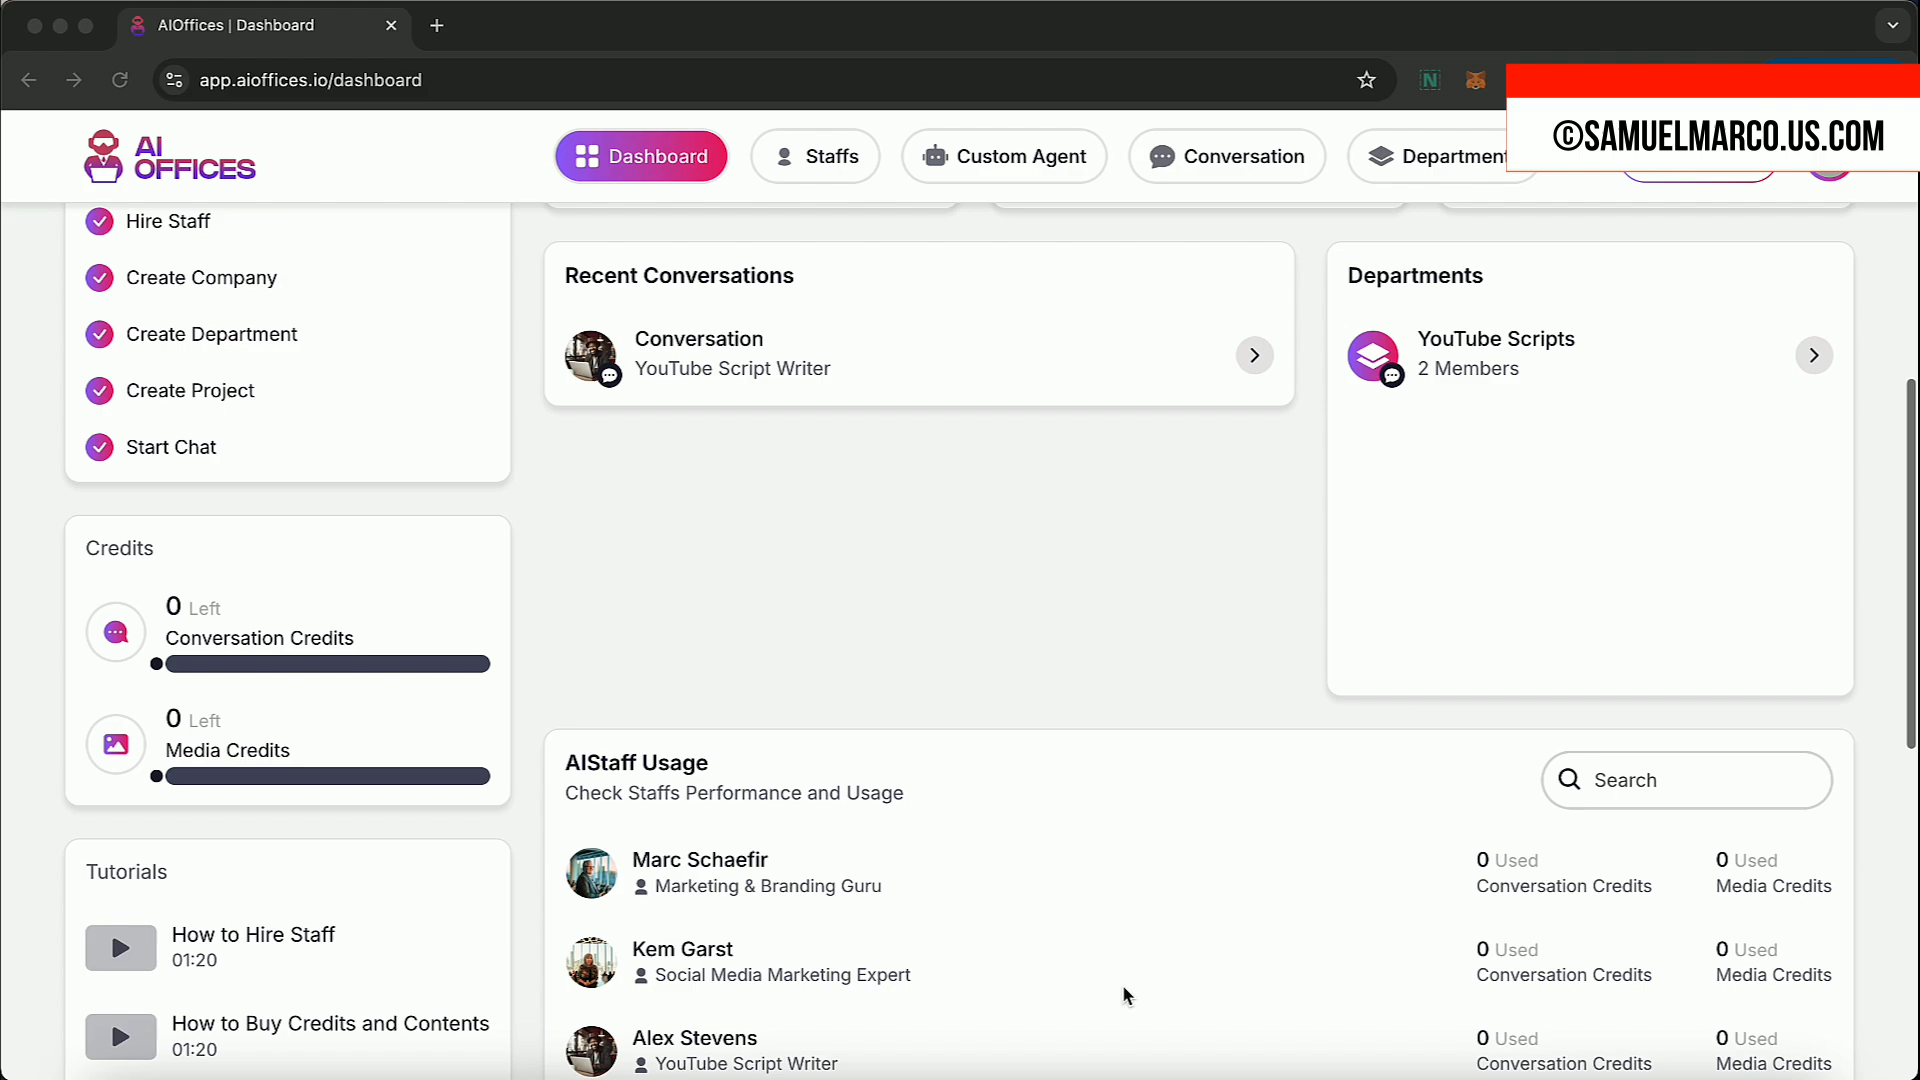 AIOffices | Dashboard
app.aioffices.io/dashboard
N
©SAMUELMARCO.US.COM
AI
OFFICES
Dashboard
Staffs
Custom Agent
Conversation
Department
Hire Staff
Create Company
Create Department
Create Project
Start Chat
Recent Conversations
Conversation
YouTube Script Writer
Departments
YouTube Scripts
2 Members
Credits
0 Left
Conversation Credits
0 Left
Media Credits
AIStaff Usage
Check Staffs Performance and Usage
Search
Marc Schaefir
Marketing & Branding Guru
0 Used
Conversation Credits
0 Used
Media Credits
Kem Garst
Social Media Marketing Expert
0 Used
Conversation Credits
0 Used
Media Credits
Alex Stevens
YouTube Script Writer
0 Used
Conversation Credits
0 Used
Media Credits
Tutorials
How to Hire Staff
01:20
How to Buy Credits and Contents
01:20